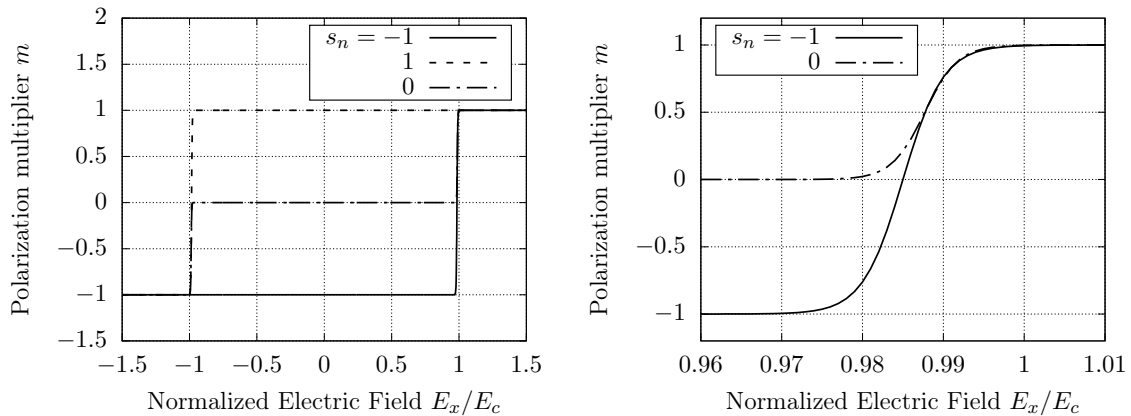 2
1.5
1
0.5
0
−0.5
−1
−1.5
Polarization multiplier m
s_n = −1
1
0
−1.5 −1 −0.5 0 0.5 1 1.5
Normalized Electric Field E_x/E_c
1
0.5
0
−0.5
−1
Polarization multiplier m
s_n = −1
0
0.96 0.97 0.98 0.99 1 1.01
Normalized Electric Field E_x/E_c